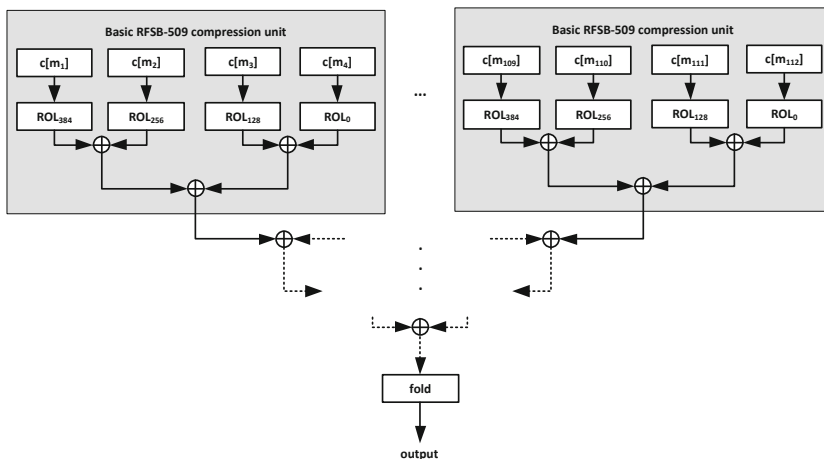 Basic RFSB-509 compression unit
c[m₁] c[m₂] c[m₃] c[m₄]
ROL₃₈₄ ROL₂₅₆ ROL₁₂₈ ROL₀
...
Basic RFSB-509 compression unit
c[m₁₀₉] c[m₁₁₀] c[m₁₁₁] c[m₁₁₂]
ROL₃₈₄ ROL₂₅₆ ROL₁₂₈ ROL₀
fold
output